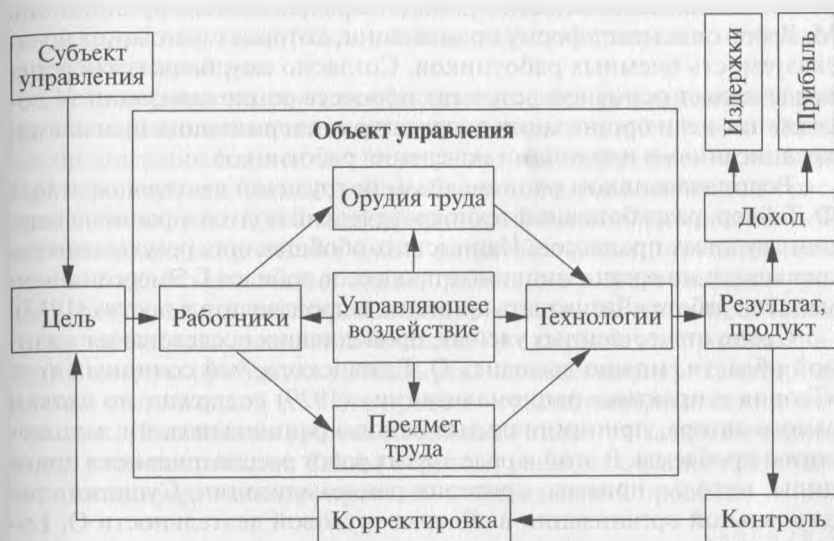 Издержки
Прибыль
Субъект
управления
Объект управления
Орудия труда
Доход
Цель
Работники
Управляющее
воздействие
Технологии
Результат,
продукт
Предмет
труда
Корректировка
Контроль